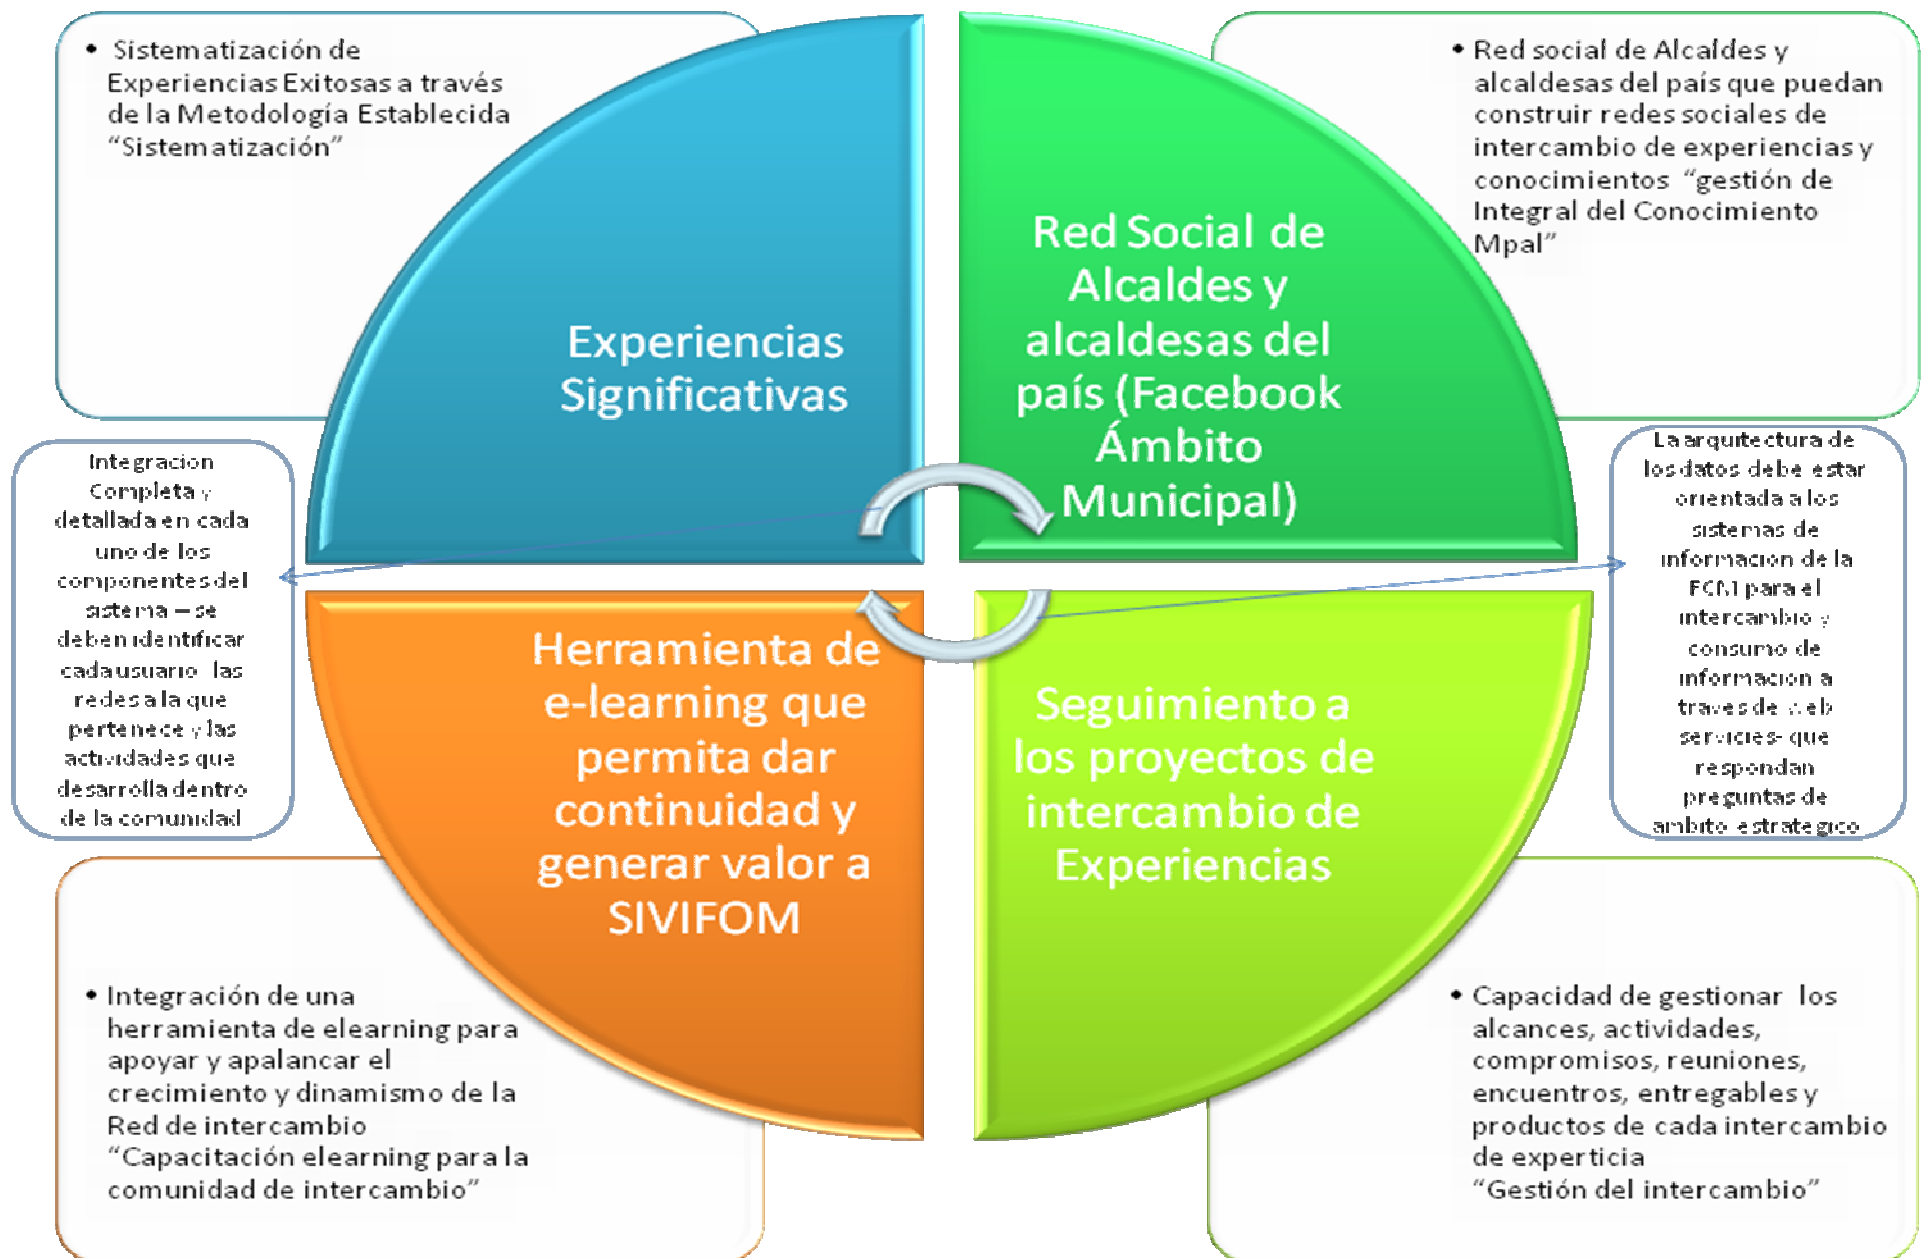 • Sistematización de
Experiencias Exitosas a través
de la Metodología Establecida
“Sistematización”
Experiencias
Significativas
Red Social de
Alcaldes y
alcaldesas del
país (Facebook
Ámbito
Municipal)
• Red social de Alcaldes y
alcaldesas del país que puedan
construir redes sociales de
intercambio de experiencias y
conocimientos “gestión de
Integral del Conocimiento
Mpal”
Integracion
Completa y
detallada en cada
uno de los
componentes del
sistema – se
deben identificar
cada usuario las
redes a la que
pertenece y las
actividades que
desarrolla dentro
de la comunidad
La arquitectura de
los datos debe estar
orientada a los
sistemas de
informacion de la
FCM para el
intercambio y
consumo de
informacion a
traves de web
servicies- que
respondan
preguntas de
ambito estrategico
Herramienta de
e-learning que
permita dar
continuidad y
generar valor a
SIVIFOM
Seguimiento a
los proyectos de
intercambio de
Experiencias
• Integración de una
herramienta de elearning para
apoyar y apalancar el
crecimiento y dinamismo de la
Red de intercambio
“Capacitación elearning para la
comunidad de intercambio”
• Capacidad de gestionar los
alcances, actividades,
compromisos, reuniones,
encuentros, entregables y
productos de cada intercambio
de experticia
“Gestión del intercambio”